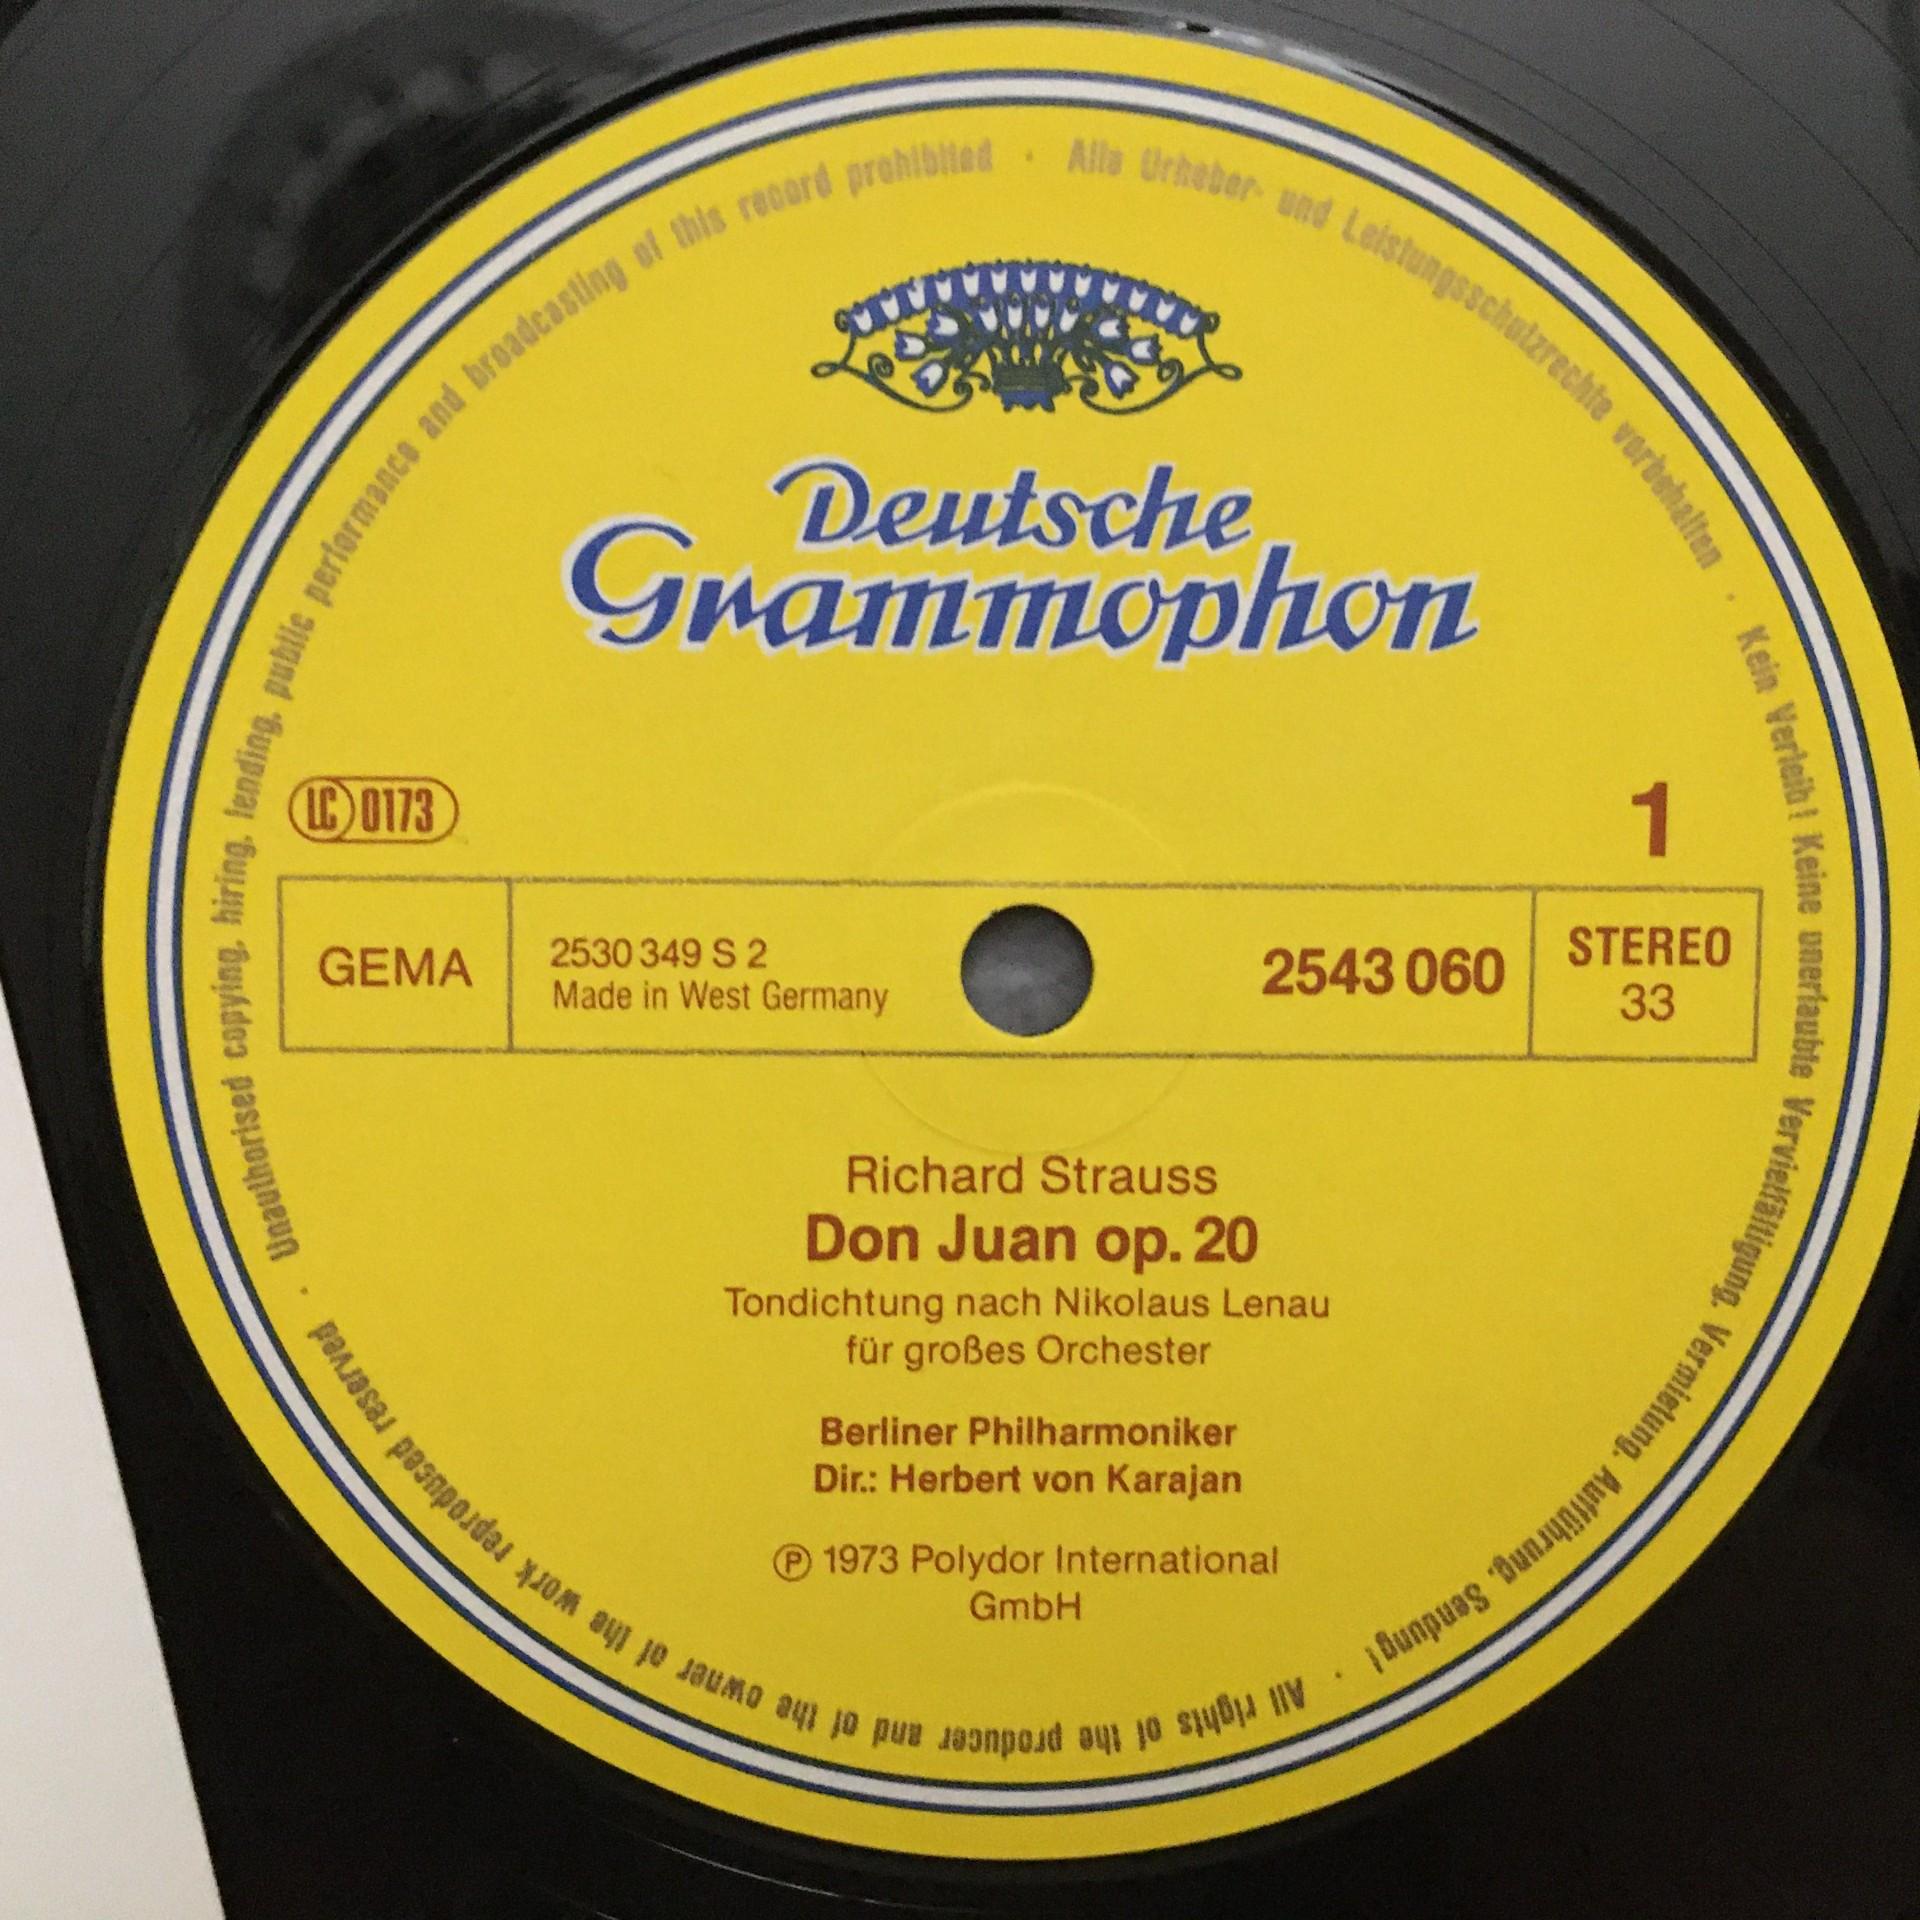 Unauthorised copying, hiring, lending, public performance and broadcasting of this record prohibited · Alle Urheber- und Leistungsschutzrechte vorbehalten · Kein Verleih! Keine unerlaubte Vervielfältigung, Vermietung, Aufführung, Sendung! · All rights of the producer and of the owner of the work reproduced reserved ·
Deutsche
Grammophon
LC 0173
1
GEMA
2530 349 S 2
Made in West Germany
2543 060
STEREO
33
Richard Strauss
Don Juan op. 20
Tondichtung nach Nikolaus Lenau
für großes Orchester
Berliner Philharmoniker
Dir.: Herbert von Karajan
℗ 1973 Polydor International
GmbH